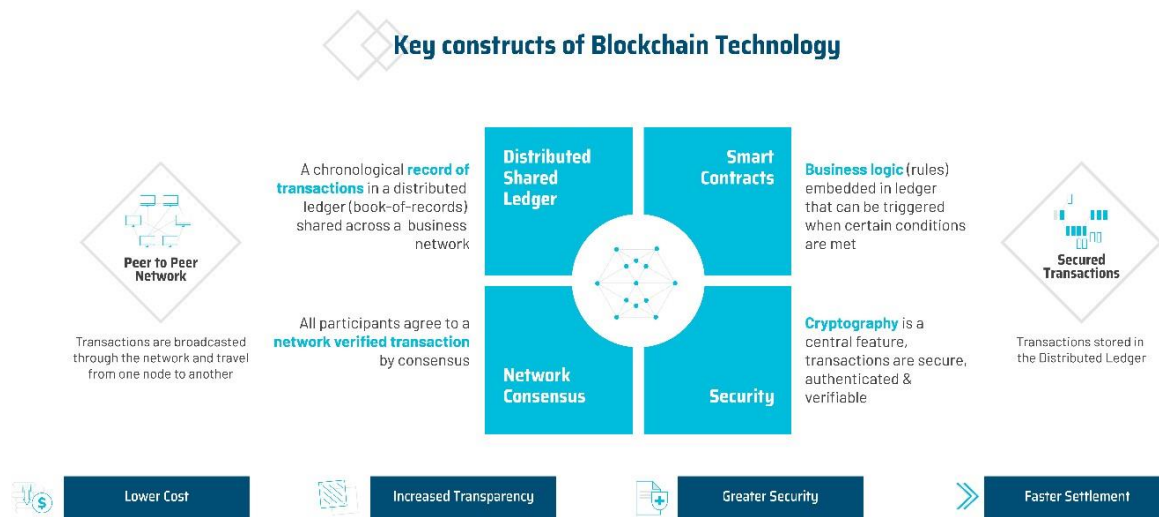 Key constructs of Blockchain Technology
Peer to Peer
Network
Transactions are broadcasted
through the network and travel
from one node to another
A chronological record of
transactions in a distributed
ledger (book-of-records)
shared across a business
network
All participants agree to a
network verified transaction
by consensus
Distributed
Shared
Ledger
Smart
Contracts
Network
Consensus
Security
Business logic (rules)
embedded in ledger
that can be triggered
when certain conditions
are met
Cryptography is a
central feature,
transactions are secure,
authenticated &
verifiable
Secured
Transactions
Transactions stored in
the Distributed Ledger
$
Lower Cost
Increased Transparency
Greater Security
Faster Settlement